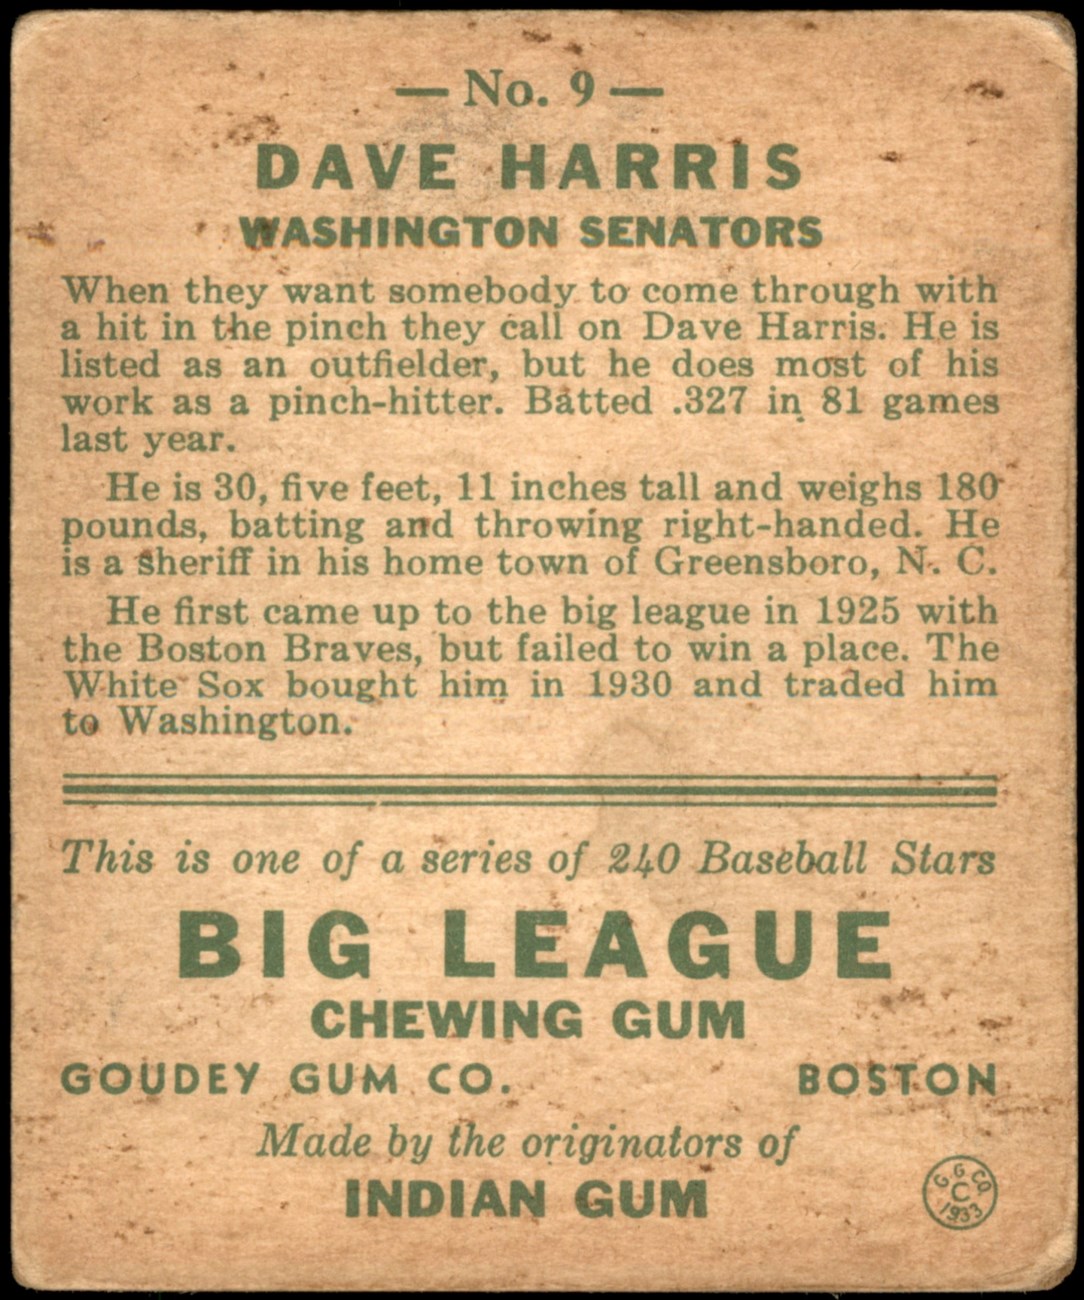 — No. 9 —
DAVE HARRIS
WASHINGTON SENATORS
When they want somebody to come through with
a hit in the pinch they call on Dave Harris. He is
listed as an outfielder, but he does most of his
work as a pinch-hitter. Batted .327 in 81 games
last year.
He is 30, five feet, 11 inches tall and weighs 180
pounds, batting and throwing right-handed. He
is a sheriff in his home town of Greensboro, N. C.
He first came up to the big league in 1925 with
the Boston Braves, but failed to win a place. The
White Sox bought him in 1930 and traded him
to Washington.
This is one of a series of 240 Baseball Stars
BIG LEAGUE
CHEWING GUM
GOUDEY GUM CO. BOSTON
Made by the originators of
INDIAN GUM
G. G. CO.
C
1933